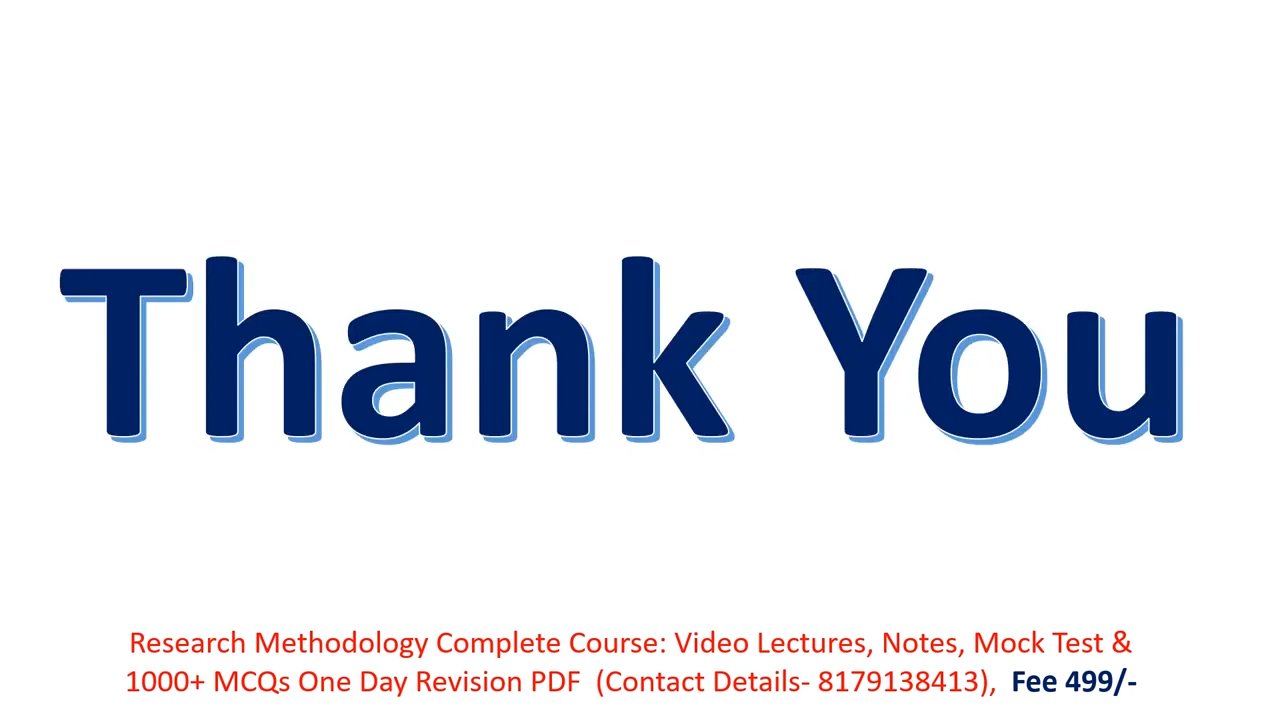 Thank You
Research Methodology Complete Course: Video Lectures, Notes, Mock Test &
1000+ MCQs One Day Revision PDF  (Contact Details- 8179138413),  Fee 499/-